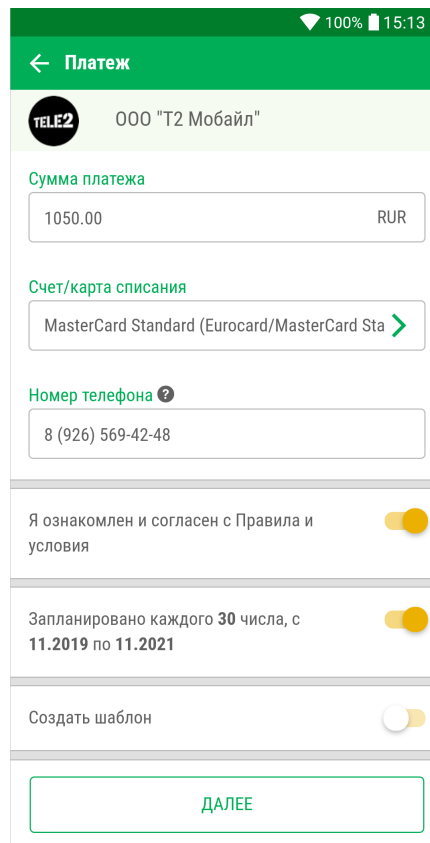 100% 15:13
Платеж
TELE2 ООО "Т2 Мобайл"
Сумма платежа
1050.00 RUR
Счет/карта списания
MasterCard Standard (Eurocard/MasterCard Sta
Номер телефона ?
8 (926) 569-42-48
Я ознакомлен и согласен с Правила и
условия
Запланировано каждого 30 числа, с
11.2019 по 11.2021
Создать шаблон
ДАЛЕЕ